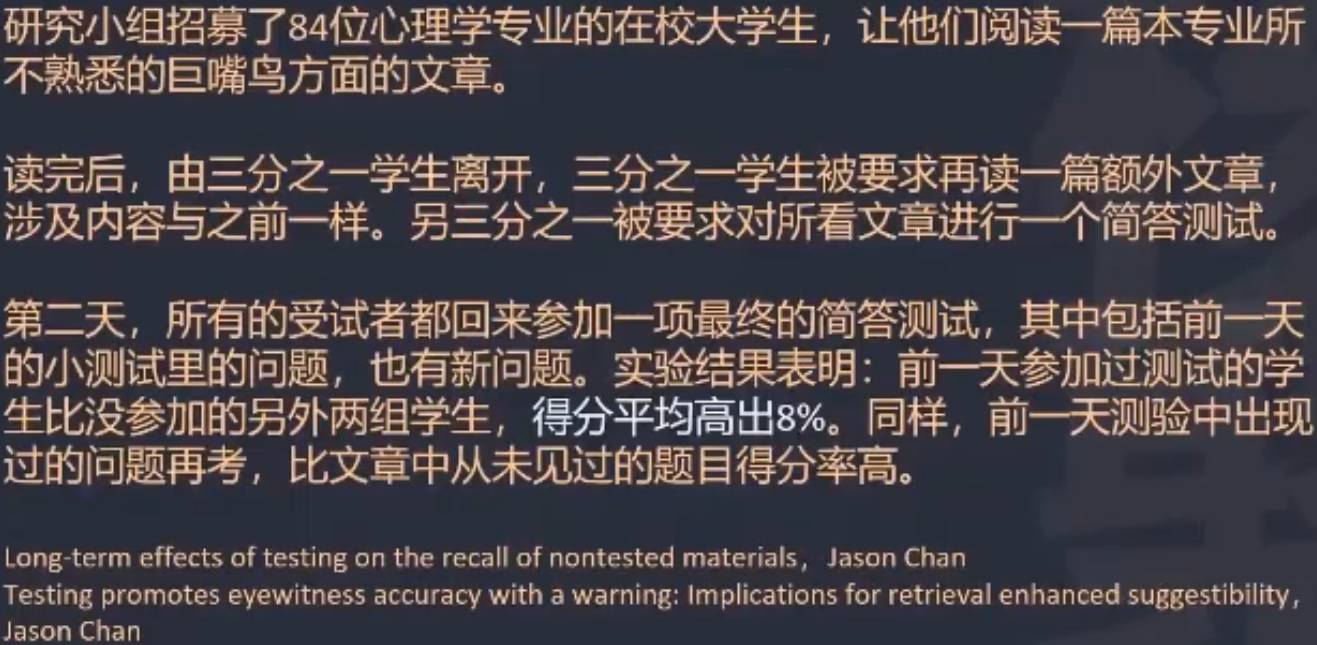 研究小组招募了84位心理学专业的在校大学生，让他们阅读一篇本专业所
不熟悉的巨嘴鸟方面的文章。
读完后，由三分之一学生离开，三分之一学生被要求再读一篇额外文章，
涉及内容与之前一样。另三分之一被要求对所看文章进行一个简答测试。
第二天，所有的受试者都回来参加一项最终的简答测试，其中包括前一天
的小测试里的问题，也有新问题。实验结果表明：前一天参加过测试的学
生比没参加的另外两组学生，得分平均高出8%。同样，前一天测验中出现
过的问题再考，比文章中从未见过的题目得分率高。
Long-term effects of testing on the recall of nontested materials，Jason Chan
Testing promotes eyewitness accuracy with a warning: Implications for retrieval enhanced suggestibility，
Jason Chan